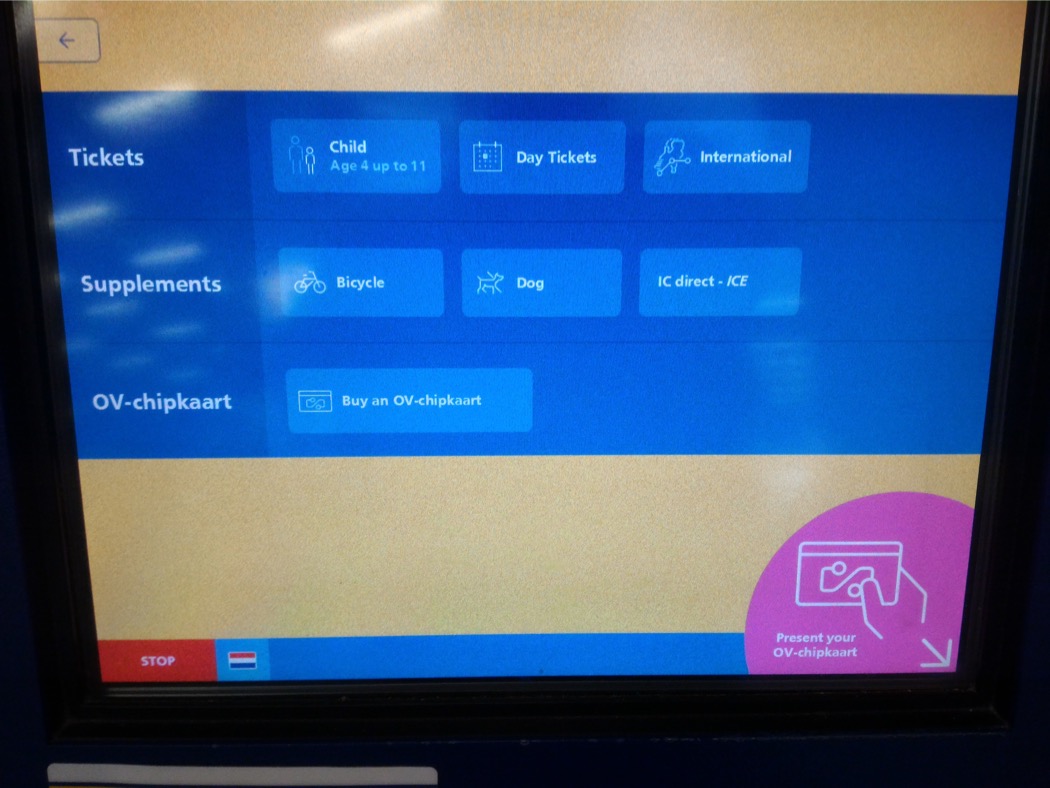 Tickets
Child
Age 4 up to 11
Day Tickets
International
Supplements
Bicycle
Dog
IC direct - ICE
OV-chipkaart
Buy an OV-chipkaart
Present your
OV-chipkaart
STOP